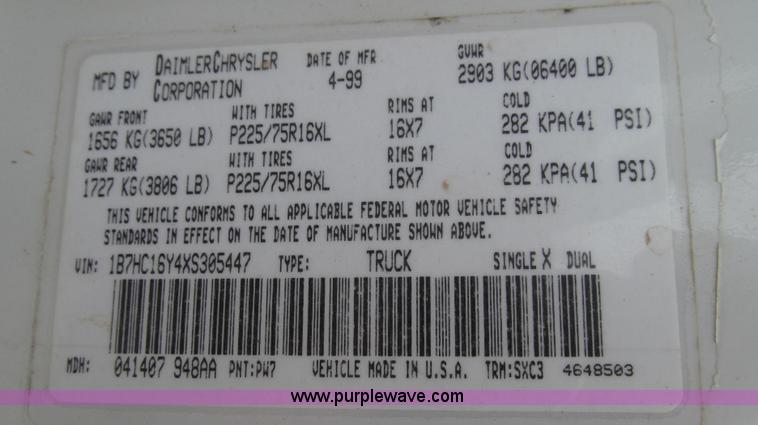 MFD BY DAIMLERCHRYSLER CORPORATION DATE OF MFR 4-99 GVWR 2903 KG(06400 LB)
GAWR FRONT WITH TIRES RIMS AT COLD
1656 KG(3650 LB) P225/75R16XL 16X7 282 KPA(41 PSI)
GAWR REAR WITH TIRES RIMS AT COLD
1727 KG(3806 LB) P225/75R16XL 16X7 282 KPA(41 PSI)
THIS VEHICLE CONFORMS TO ALL APPLICABLE FEDERAL MOTOR VEHICLE SAFETY
STANDARDS IN EFFECT ON THE DATE OF MANUFACTURE SHOWN ABOVE.
VIN: 1B7HC16Y4XS305447 TYPE: TRUCK SINGLE X DUAL
MDH: 041407 948AA PNT:PW7 VEHICLE MADE IN U.S.A. TRM:SXC3 4648503
www.purplewave.com